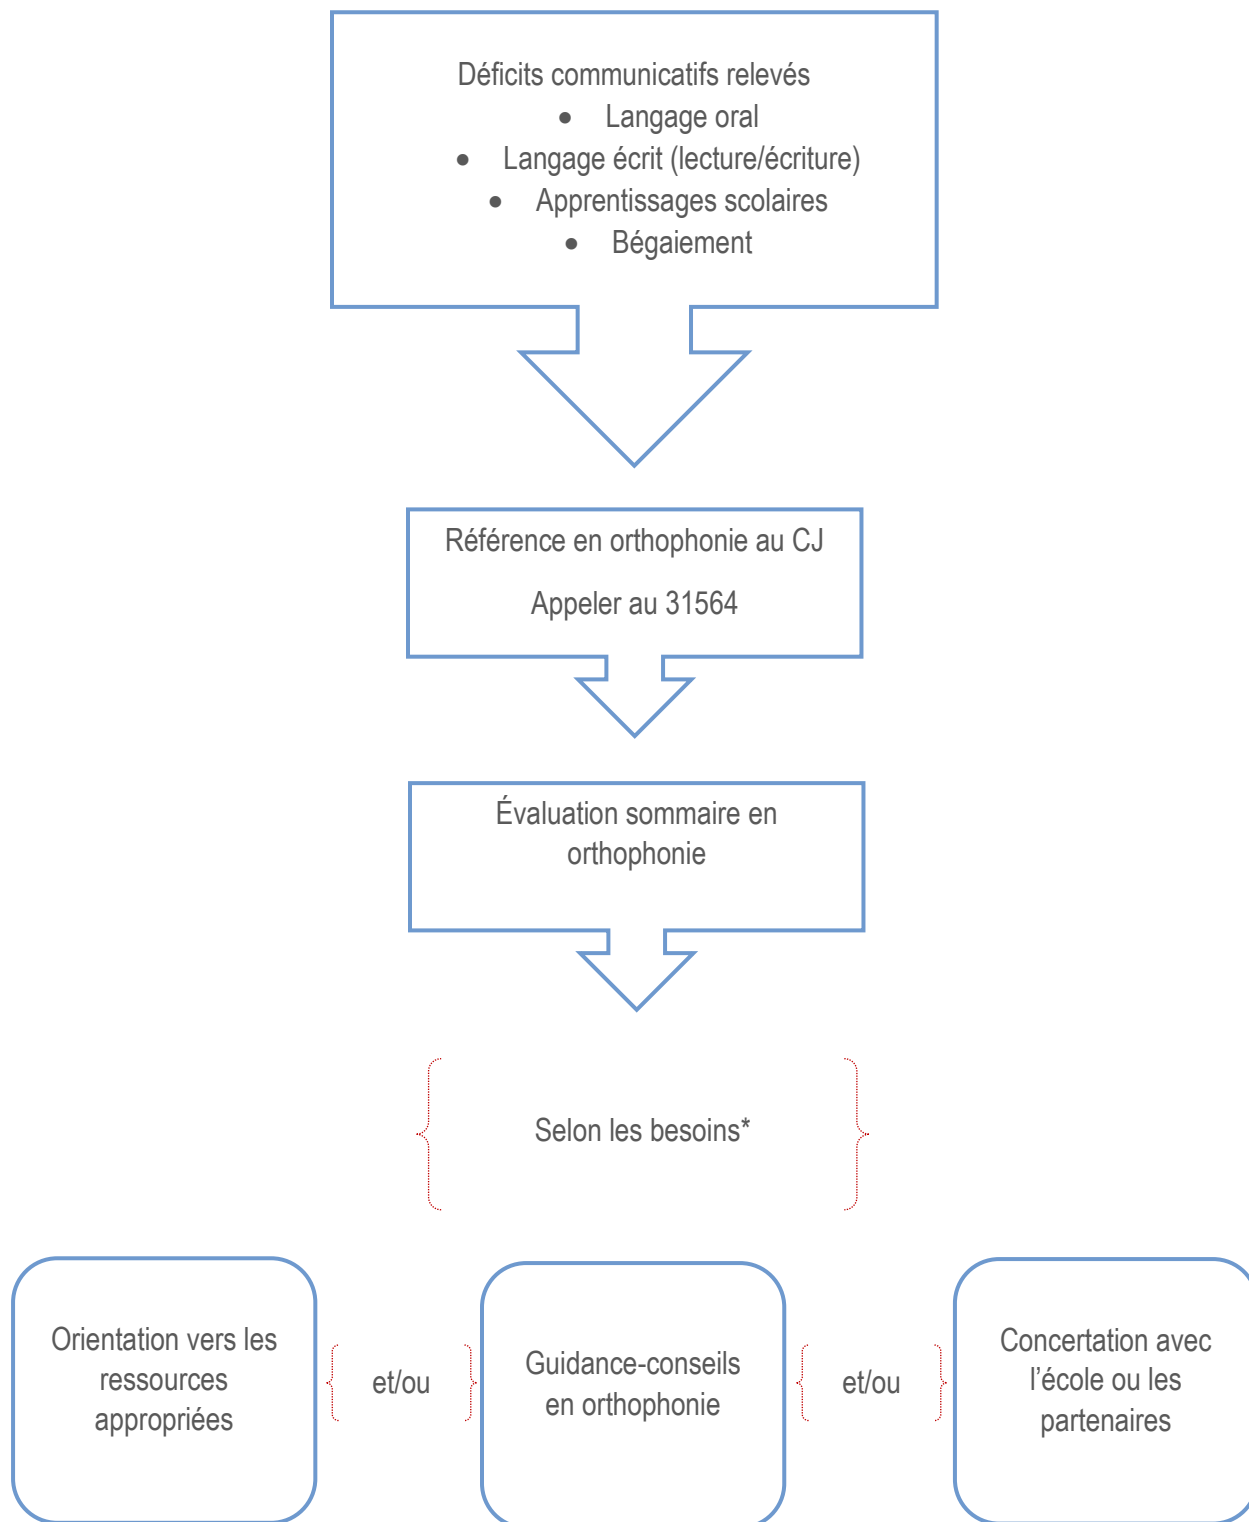 Déficits communicatifs relevés
• Langage oral
• Langage écrit (lecture/écriture)
• Apprentissages scolaires
• Bégaiement
Référence en orthophonie au CJ
Appeler au 31564
Évaluation sommaire en
orthophonie
Selon les besoins*
Orientation vers les
ressources
appropriées
et/ou
Guidance-conseils
en orthophonie
et/ou
Concertation avec
l’école ou les
partenaires